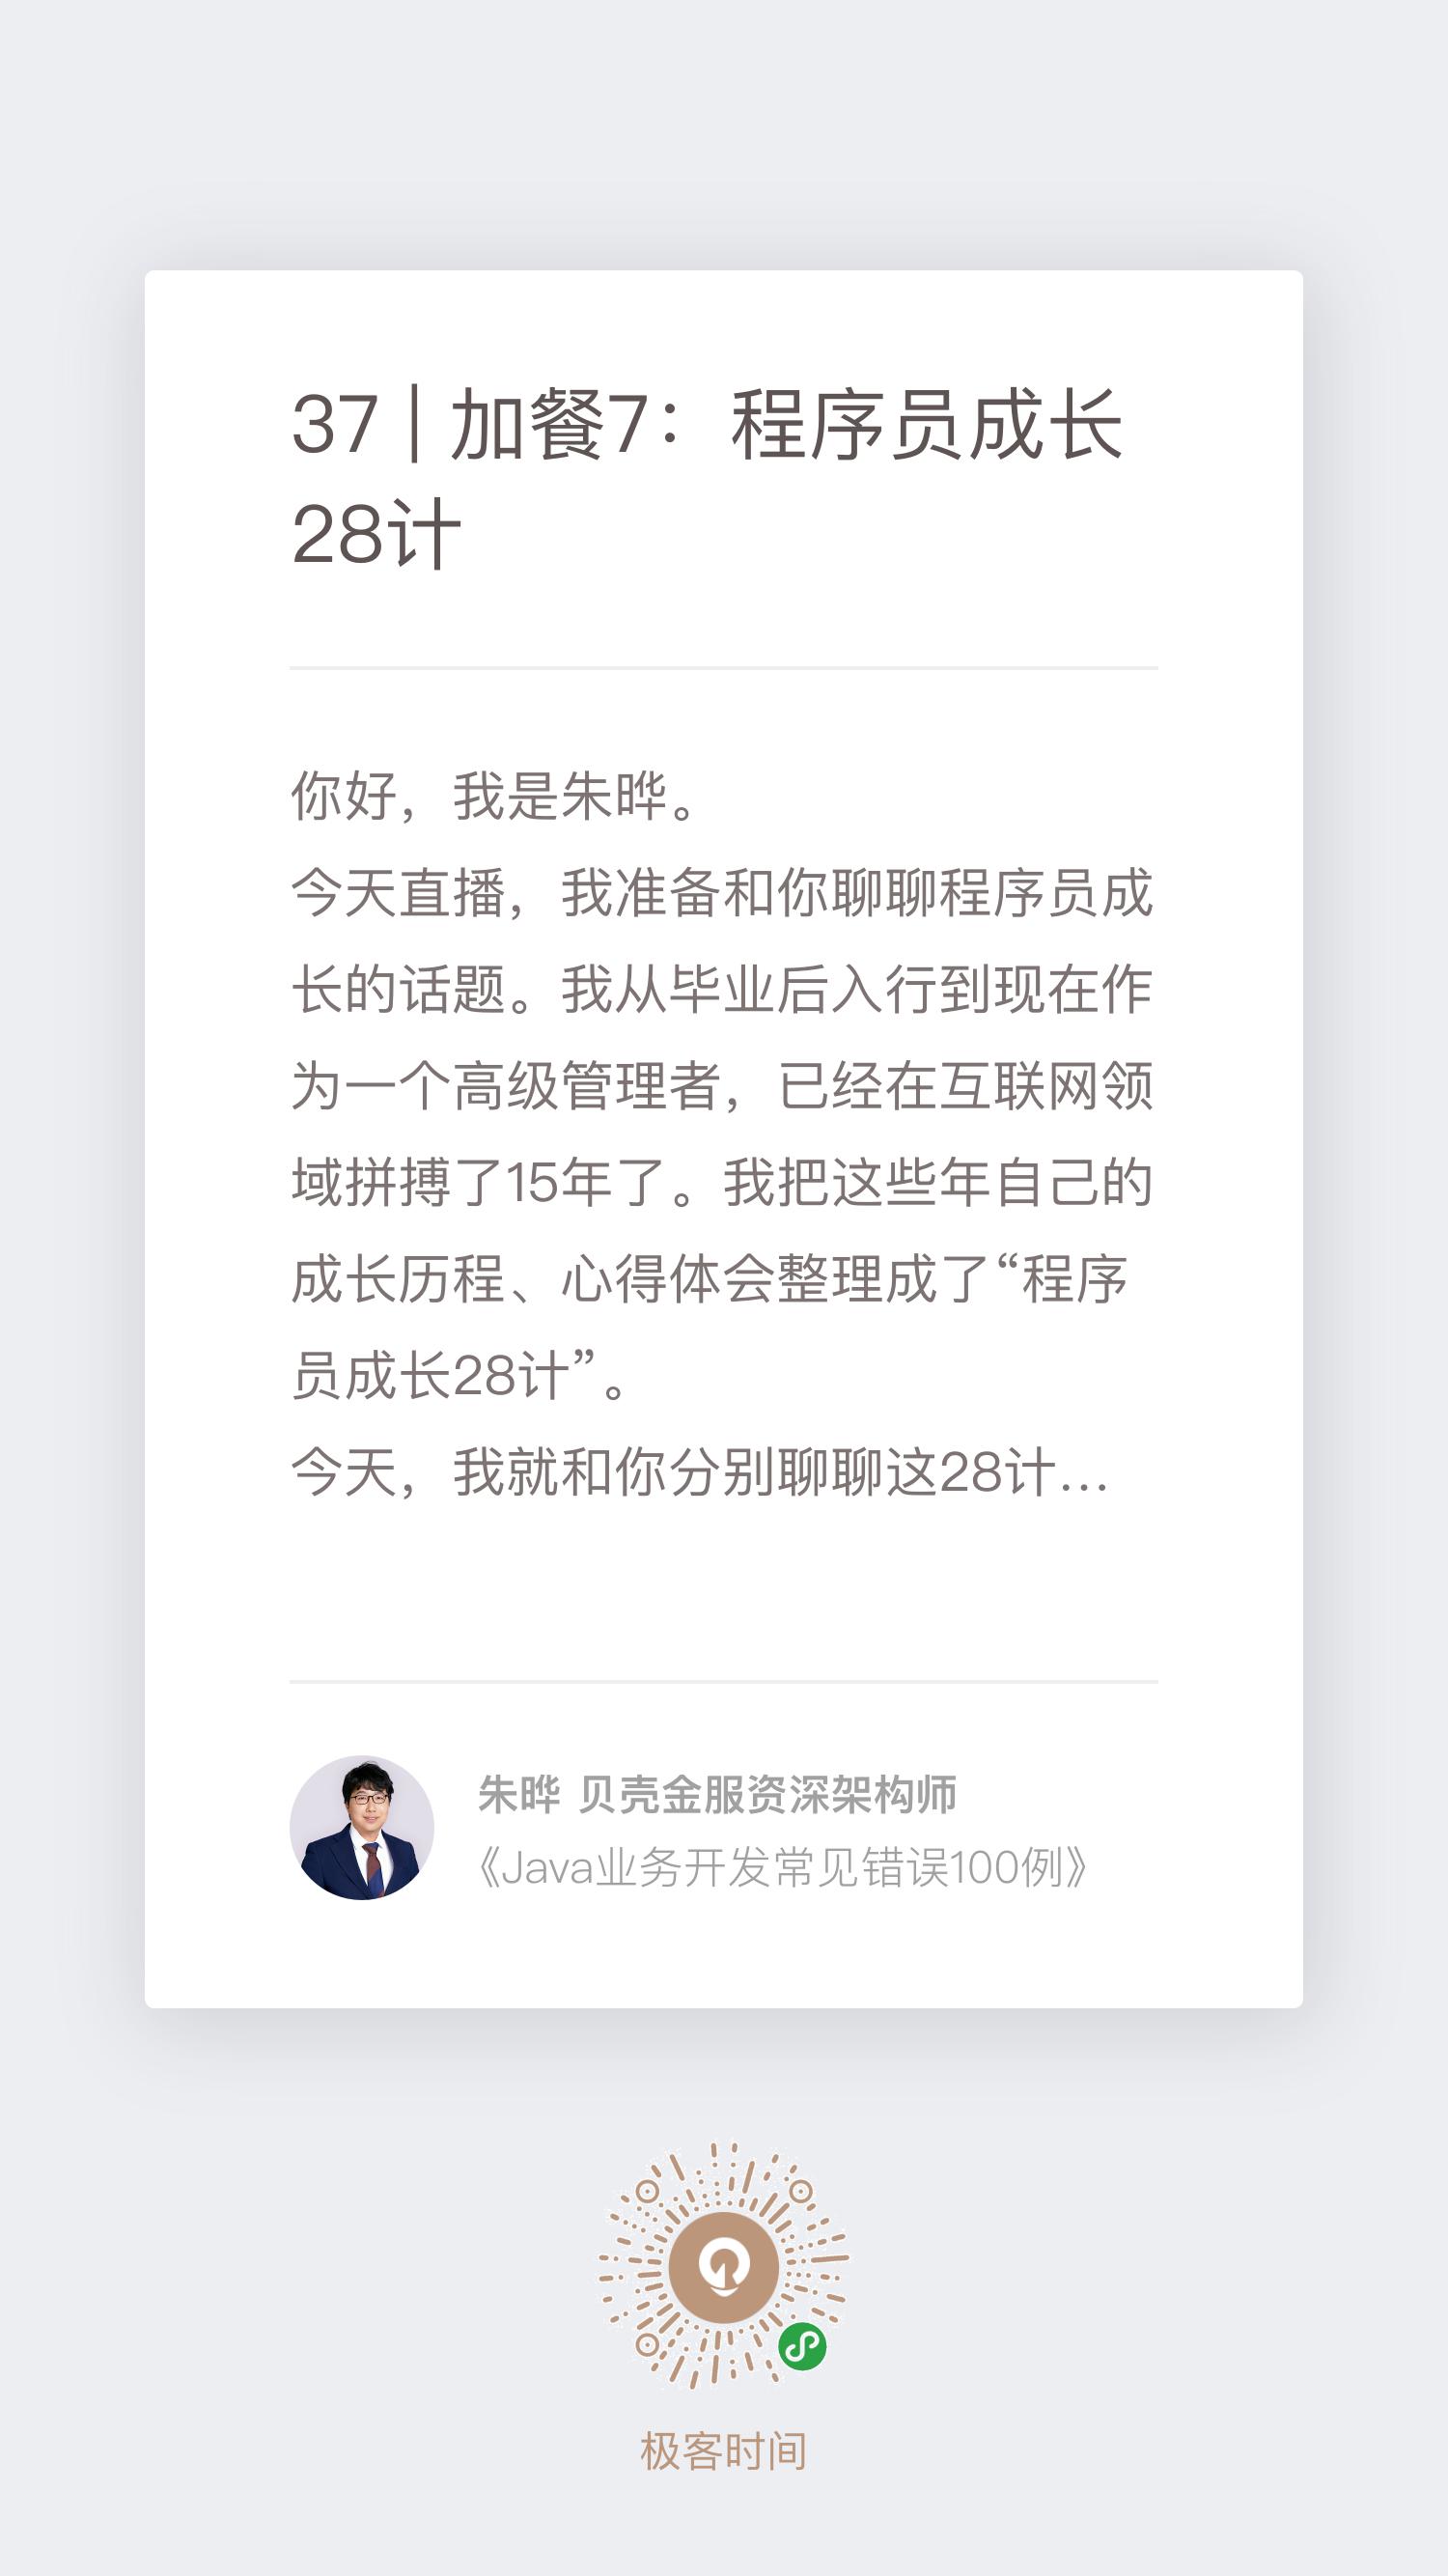 37 | 加餐7：程序员成长
28计
你好，我是朱晔。
今天直播，我准备和你聊聊程序员成
长的话题。我从毕业后入行到现在作
为一个高级管理者，已经在互联网领
域拼搏了15年了。我把这些年自己的
成长历程、心得体会整理成了“程序
员成长28计”。
今天，我就和你分别聊聊这28计...
朱晔 贝壳金服资深架构师
《Java业务开发常见错误100例》
极客时间